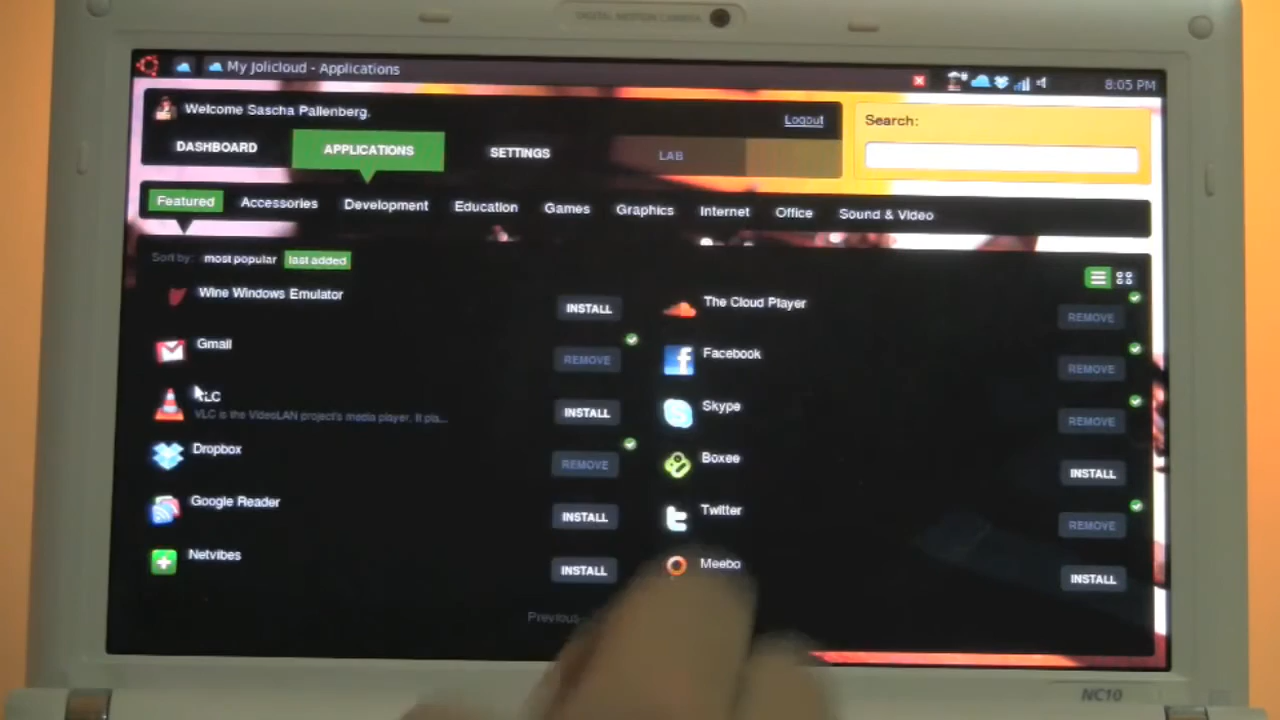 DIGITAL MOTION CAMERA
My Jolicloud - Applications
8:05 PM
Welcome Sascha Pallenberg.
Logout
Search:
DASHBOARD
APPLICATIONS
SETTINGS
LAB
Featured
Accessories
Development
Education
Games
Graphics
Internet
Office
Sound & Video
Sort by: most popular last added
Wine Windows Emulator
INSTALL
The Cloud Player
REMOVE
Gmail
REMOVE
Facebook
REMOVE
VLC
VLC is the VideoLAN project's media player. It pla...
INSTALL
Skype
REMOVE
Dropbox
REMOVE
Boxee
INSTALL
Google Reader
INSTALL
Twitter
REMOVE
Netvibes
INSTALL
Meebo
INSTALL
Previous
NC10